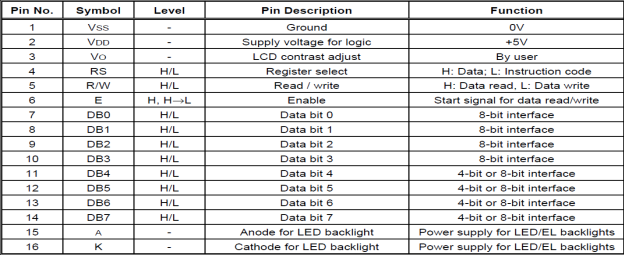 Pin No. Symbol Level Pin Description Function
1 VSS - Ground 0V
2 VDD - Supply voltage for logic +5V
3 VO - LCD contrast adjust By user
4 RS H/L Register select H: Data; L: Instruction code
5 R/W H/L Read / write H: Data read, L: Data write
6 E H, H→L Enable Start signal for data read/write
7 DB0 H/L Data bit 0 8-bit interface
8 DB1 H/L Data bit 1 8-bit interface
9 DB2 H/L Data bit 2 8-bit interface
10 DB3 H/L Data bit 3 8-bit interface
11 DB4 H/L Data bit 4 4-bit or 8-bit interface
12 DB5 H/L Data bit 5 4-bit or 8-bit interface
13 DB6 H/L Data bit 6 4-bit or 8-bit interface
14 DB7 H/L Data bit 7 4-bit or 8-bit interface
15 A - Anode for LED backlight Power supply for LED/EL backlights
16 K - Cathode for LED backlight Power supply for LED/EL backlights